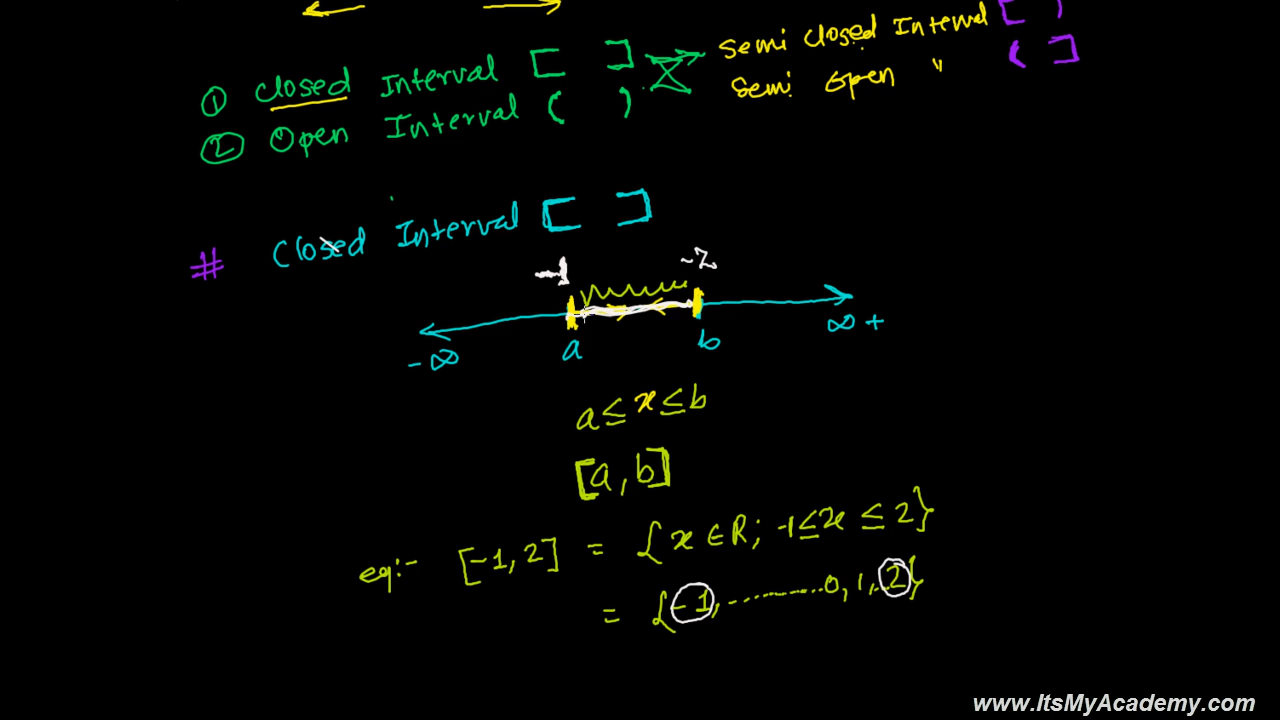 ① Closed Interval [ ] Semi Closed Interval [ )
② Open Interval ( ) Semi Open " ( ]
# Closed Interval [ ]
-1 -2
-∞ a b ∞ +
a ≤ x ≤ b
[a, b]
eg:- [-1, 2] = {x ∈ R; -1 ≤ x ≤ 2}
= {-1, ..........0, 1, ..2}
www.ItsMyAcademy.com